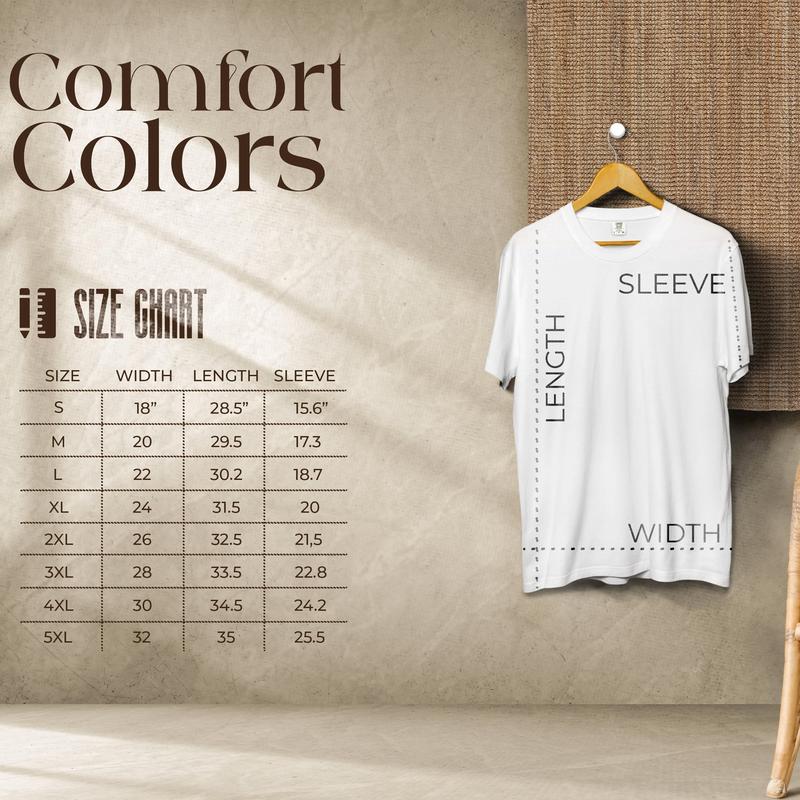 Comfort
Colors
SIZE CHART
SIZE WIDTH LENGTH SLEEVE
S 18” 28.5” 15.6”
M 20 29.5 17.3
L 22 30.2 18.7
XL 24 31.5 20
2XL 26 32.5 21,5
3XL 28 33.5 22.8
4XL 30 34.5 24.2
5XL 32 35 25.5
SLEEVE
LENGTH
WIDTH